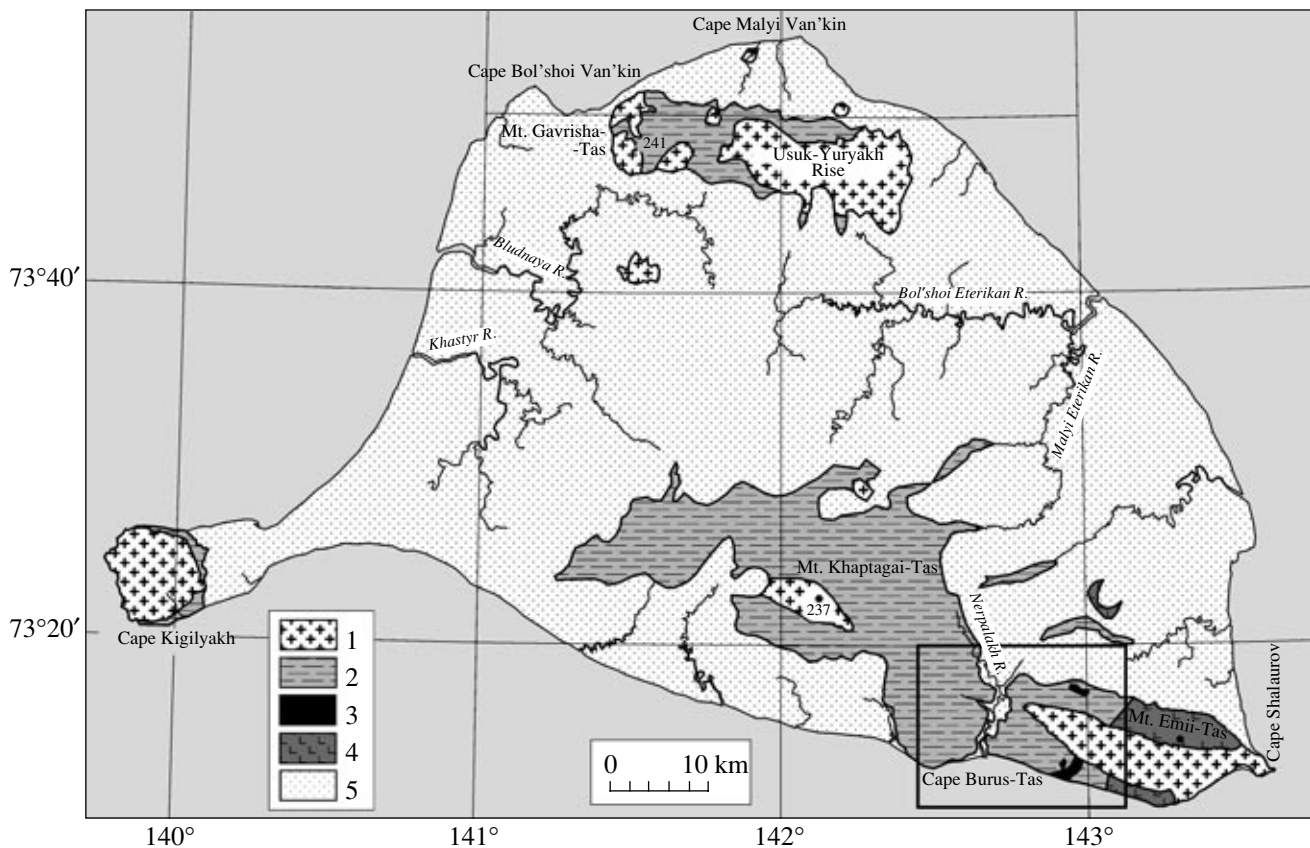 Cape Malyi Van'kin
Cape Bol'shoi Van'kin
Mt. Gavrisha-
-Tas
241
Usuk-Yuryakh
Rise
Bludnaya R.
73°40′
Bol'shoi Eterikan R.
Khastyr R.
Malyi Eterikan R.
Mt. Khaptagai-Tas
237
Nerpalakh R.
73°20′
Cape Kigilyakh
1
2
3
4
5
0 10 km
Cape Burus-Tas
Mt. Emii-Tas
Cape Shalaurov
140° 141° 142° 143°